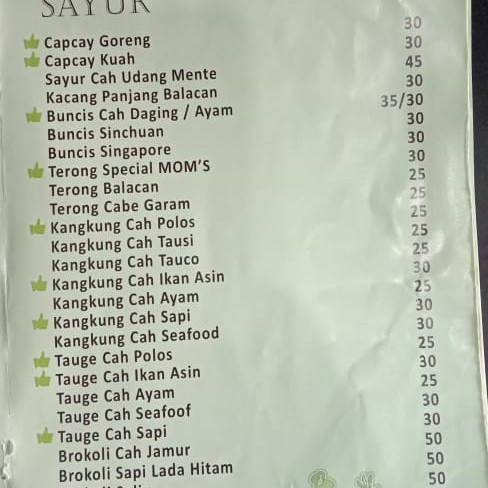 SAYUR
Capcay Goreng 30
Capcay Kuah 30
Sayur Cah Udang Mente 45
Kacang Panjang Balacan 30
Buncis Cah Daging / Ayam 35/30
Buncis Sinchuan 30
Buncis Singapore 30
Terong Special MOM'S 30
Terong Balacan 25
Terong Cabe Garam 25
Kangkung Cah Polos 25
Kangkung Cah Tausi 25
Kangkung Cah Tauco 25
Kangkung Cah Ikan Asin 30
Kangkung Cah Ayam 25
Kangkung Cah Sapi 30
Kangkung Cah Seafood 30
Tauge Cah Polos 25
Tauge Cah Ikan Asin 30
Tauge Cah Ayam 25
Tauge Cah Seafoof 30
Tauge Cah Sapi 30
Brokoli Cah Jamur 50
Brokoli Sapi Lada Hitam 50
50